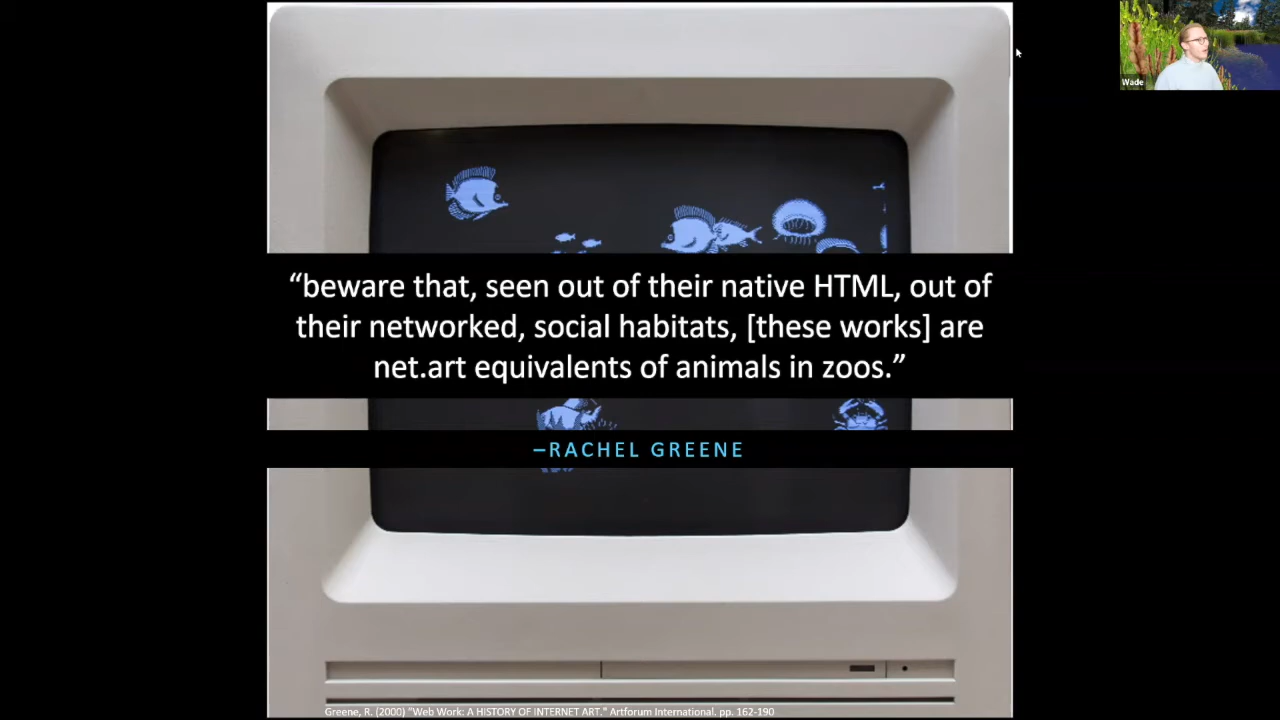 Wade
“beware that, seen out of their native HTML, out of
their networked, social habitats, [these works] are
net.art equivalents of animals in zoos.”
–RACHEL GREENE
Greene, R. (2000) "Web Work: A HISTORY OF INTERNET ART." Artforum International. pp. 162-190